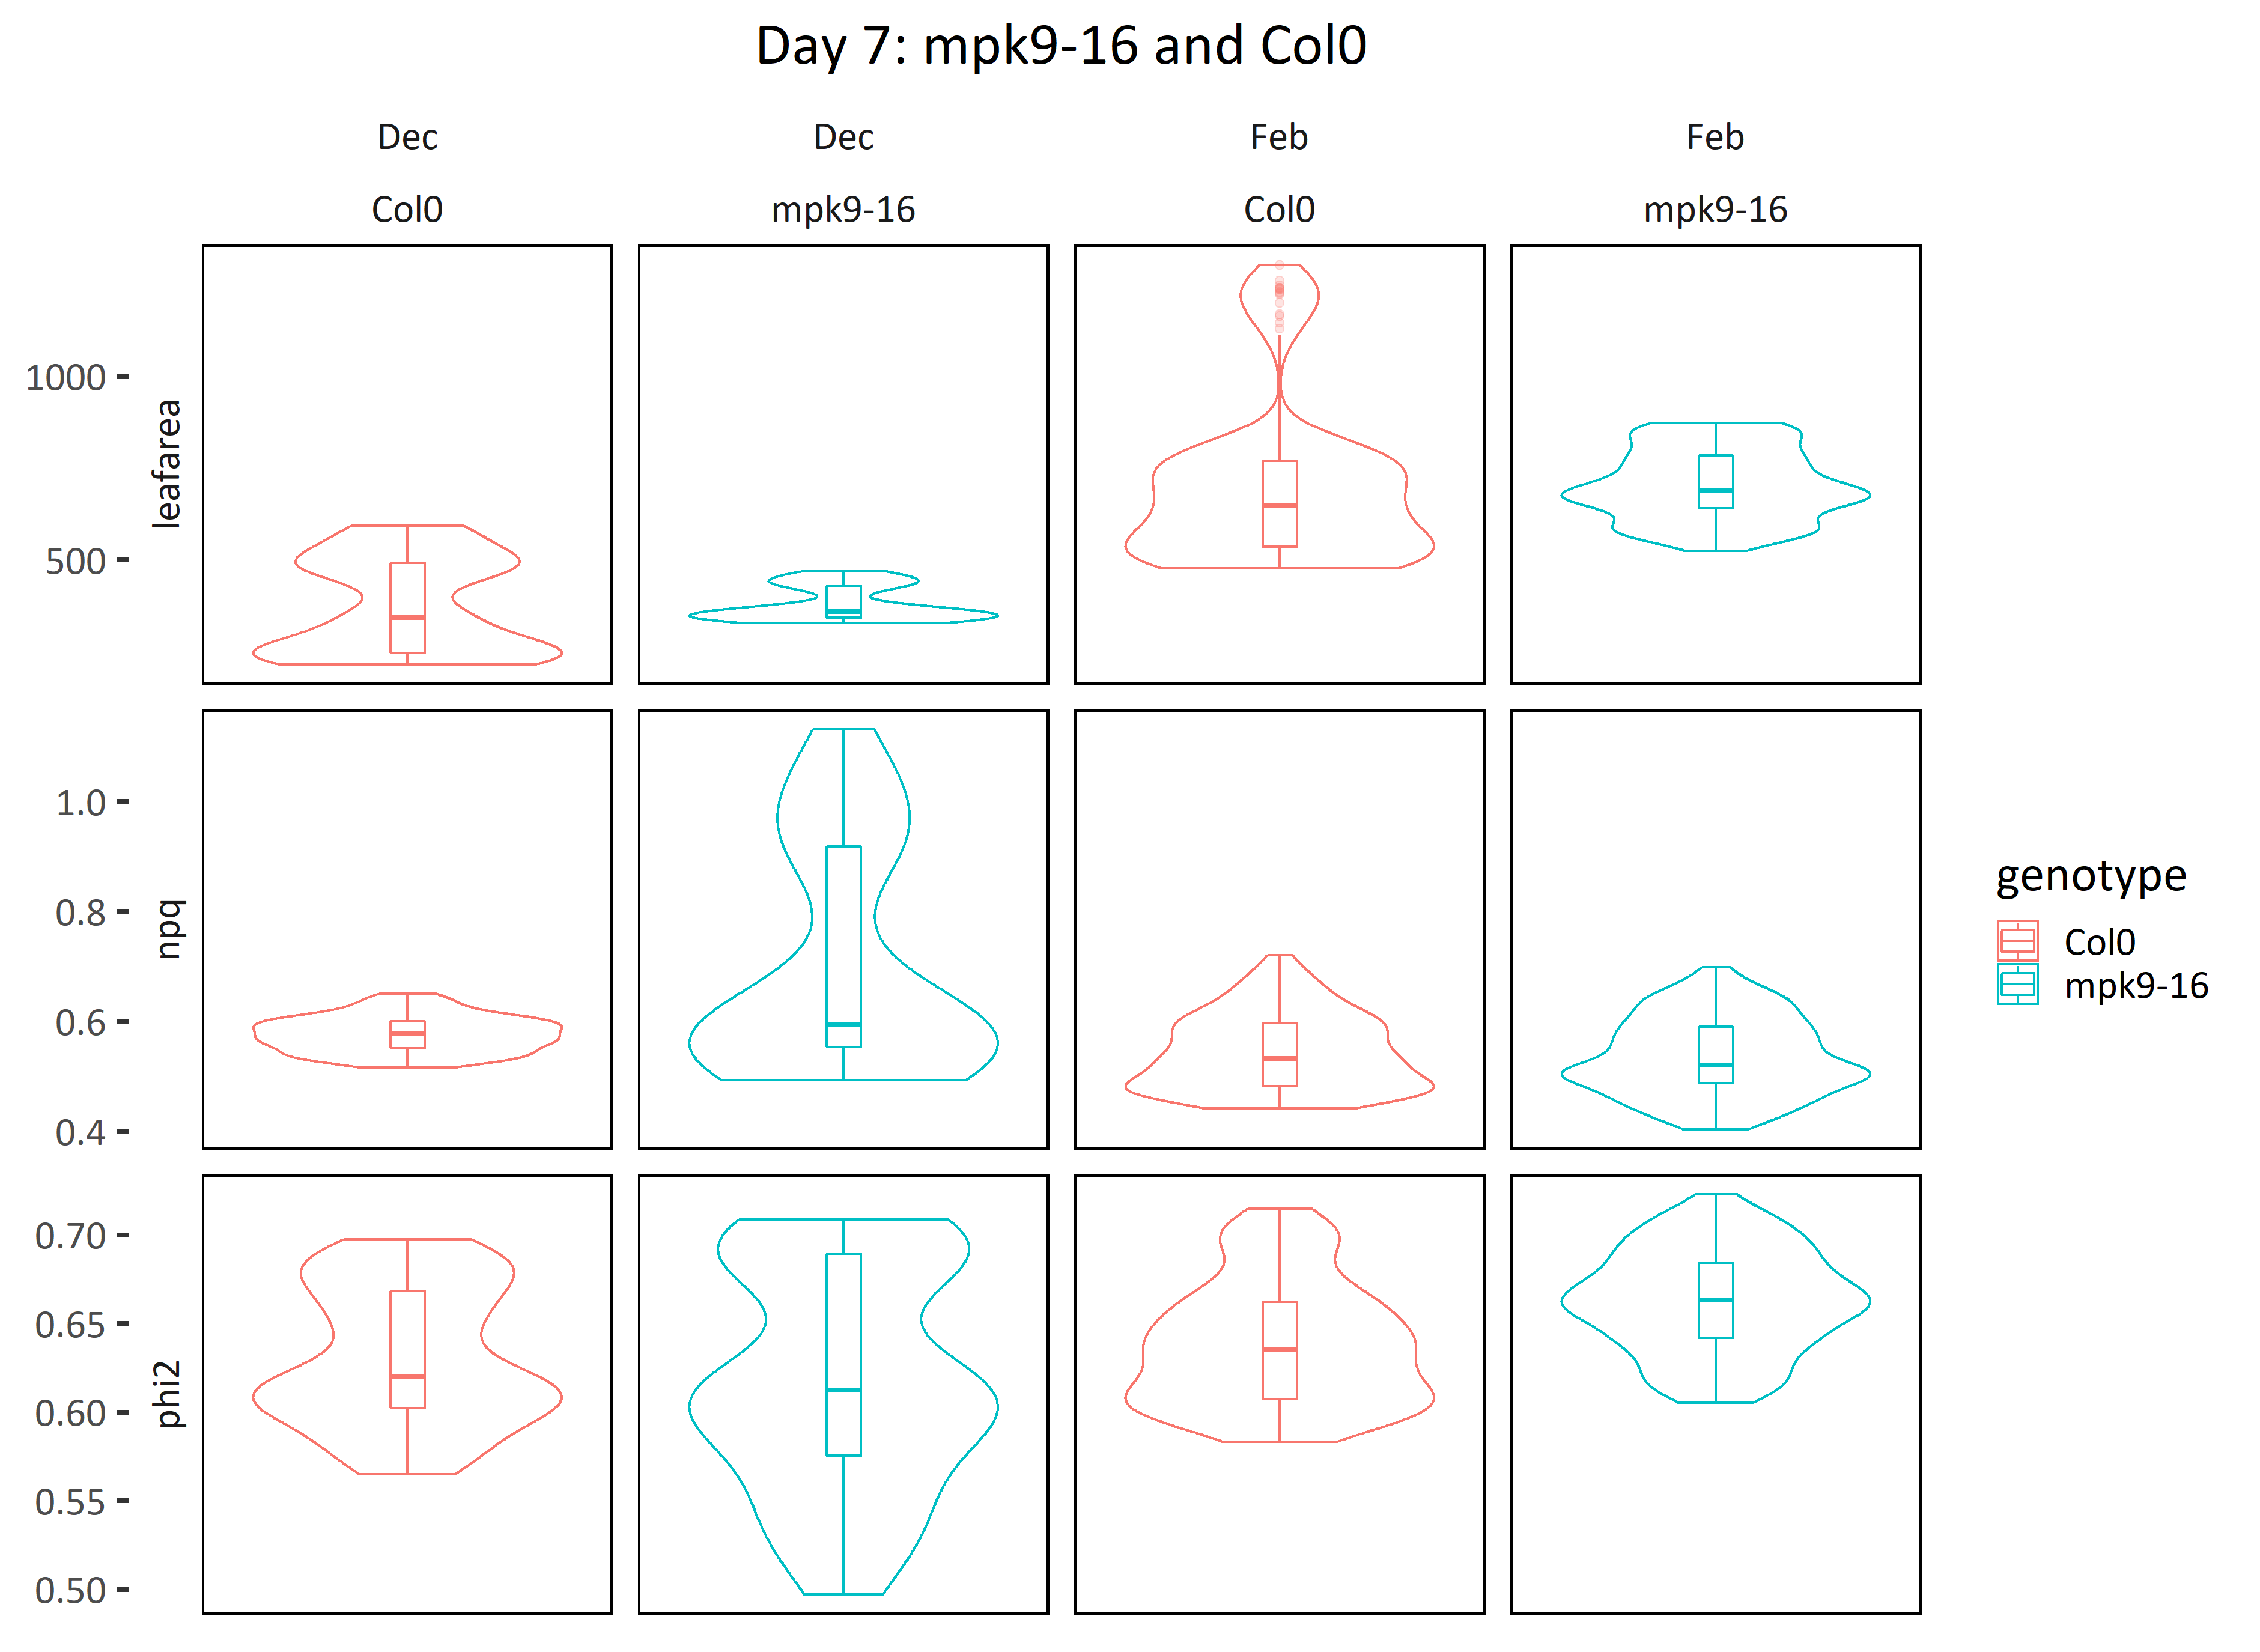 Day 7: mpk9-16 and Col0
Dec Dec Feb Feb
Col0 mpk9-16 Col0 mpk9-16
1000
500
leafarea
1.0
0.8
0.6
0.4
npq
0.70
0.65
0.60
0.55
0.50
phi2
genotype
Col0
mpk9-16